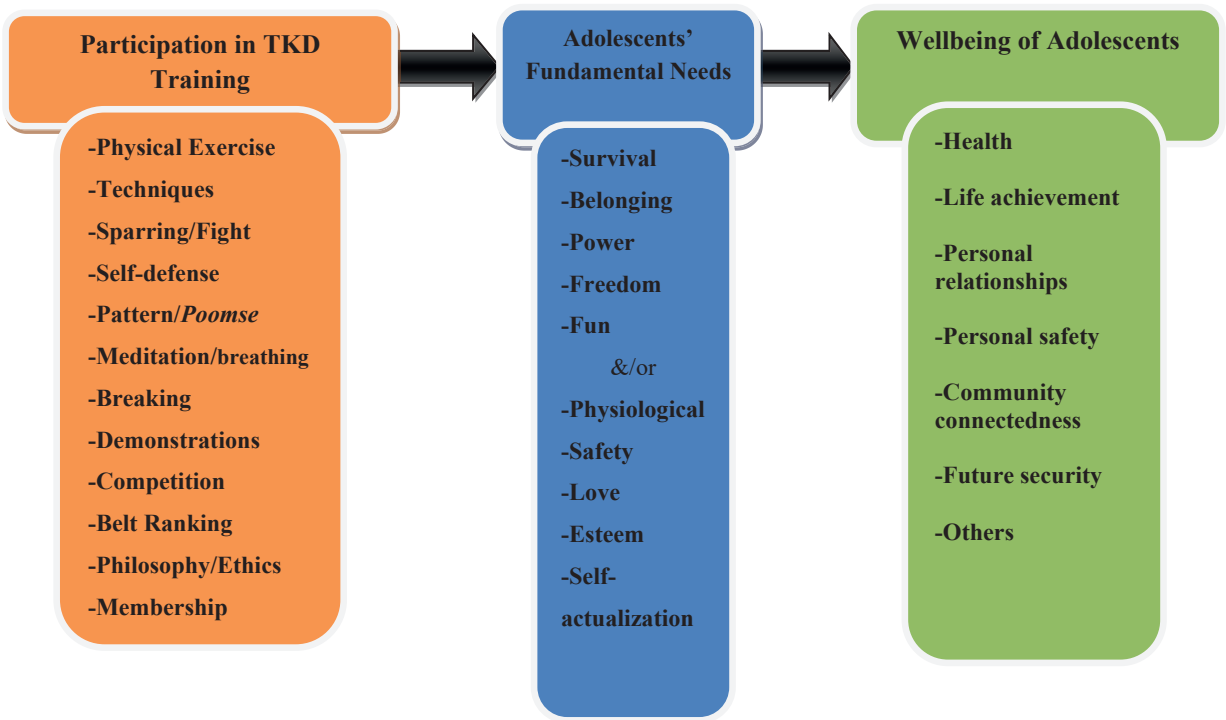 Participation in TKD
Training
-Physical Exercise
-Techniques
-Sparring/Fight
-Self-defense
-Pattern/Poomse
-Meditation/breathing
-Breaking
-Demonstrations
-Competition
-Belt Ranking
-Philosophy/Ethics
-Membership
Adolescents’
Fundamental Needs
-Survival
-Belonging
-Power
-Freedom
-Fun
&/or
-Physiological
-Safety
-Love
-Esteem
-Self-
actualization
Wellbeing of Adolescents
-Health
-Life achievement
-Personal
relationships
-Personal safety
-Community
connectedness
-Future security
-Others